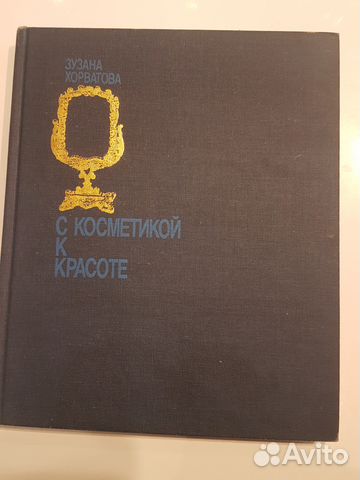 ЗУЗАНА
ХОРВАТОВА
С КОСМЕТИКОЙ
К
КРАСОТЕ
Avito